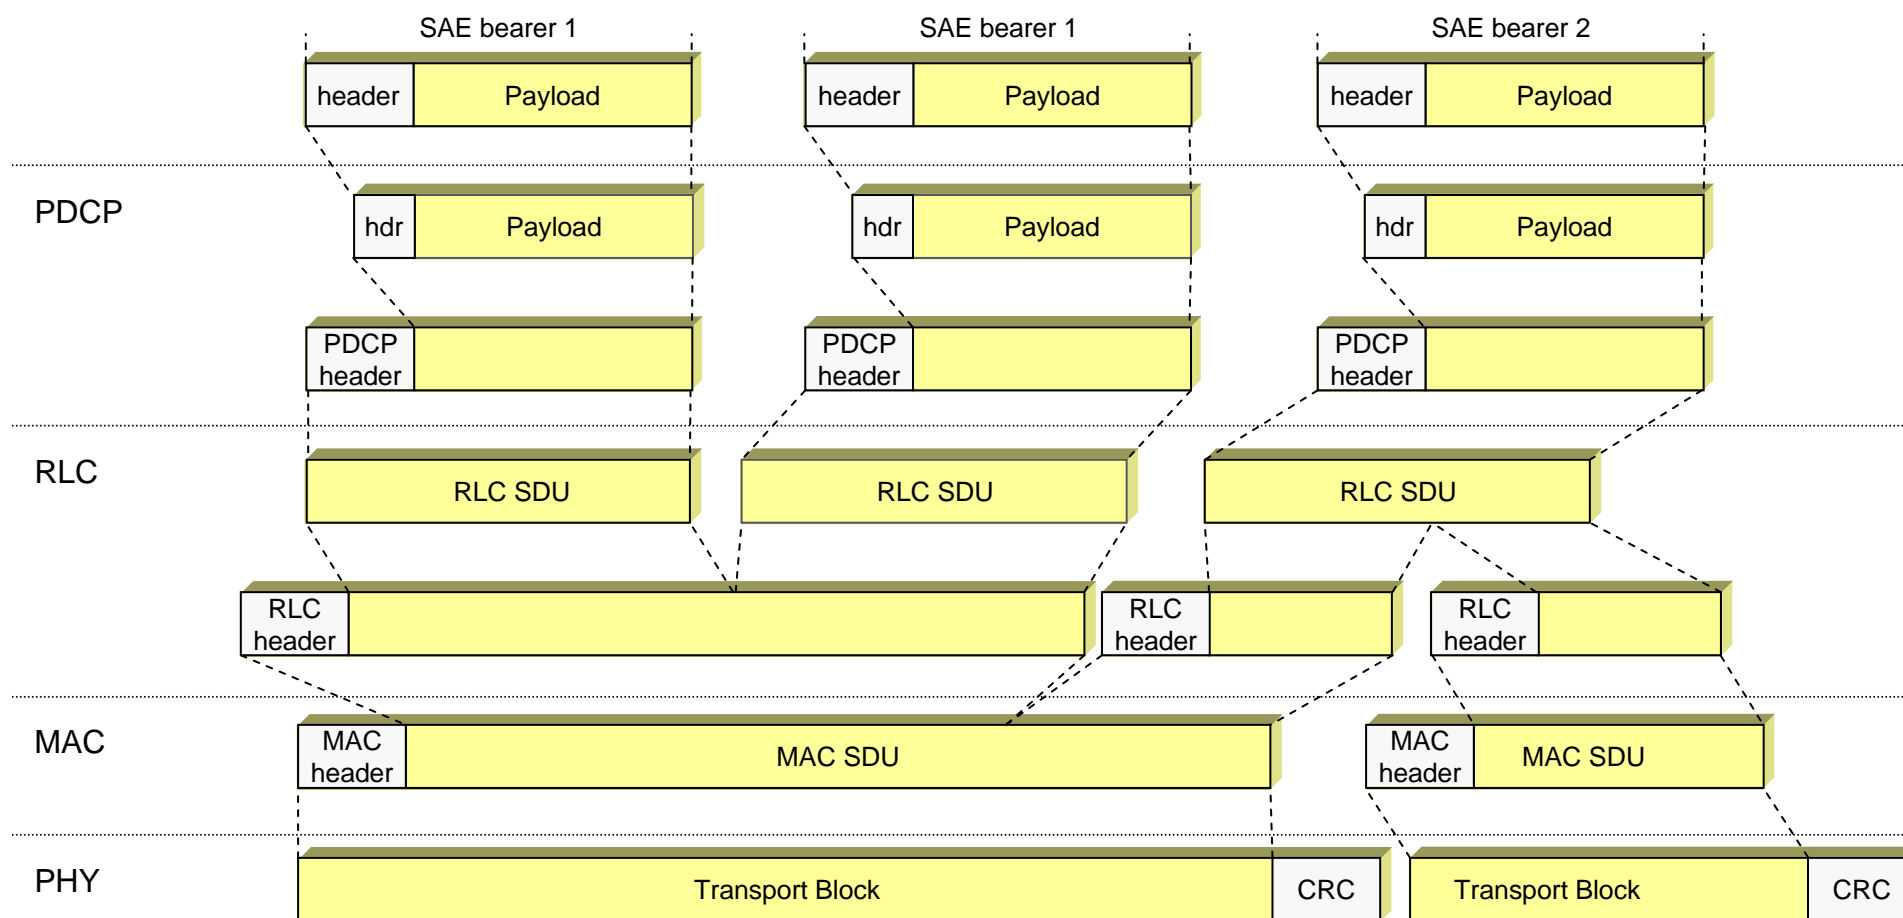 SAE bearer 1 SAE bearer 1 SAE bearer 2
header Payload header Payload header Payload
PDCP
hdr Payload hdr Payload hdr Payload
PDCP header PDCP header PDCP header
RLC
RLC SDU RLC SDU RLC SDU
RLC header RLC header RLC header
MAC
MAC header MAC SDU MAC header MAC SDU
PHY
Transport Block CRC Transport Block CRC